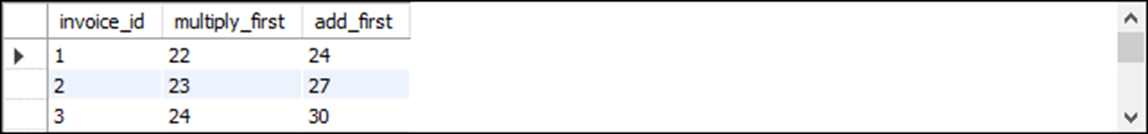 invoice_id multiply_first add_first
1 22 24
2 23 27
3 24 30